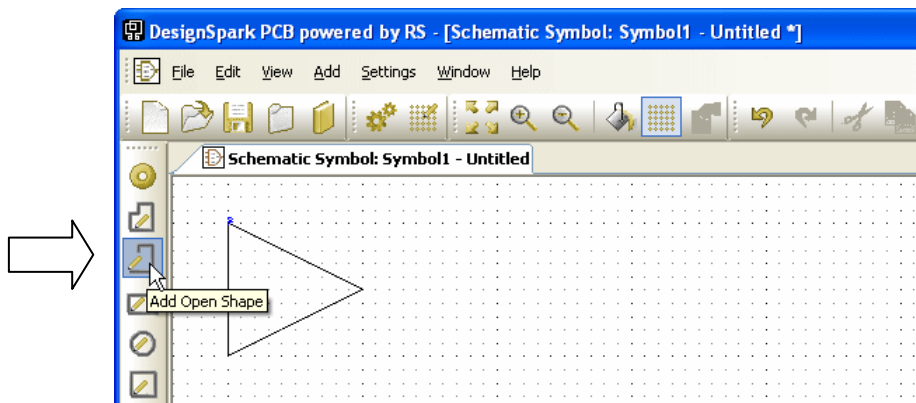 DesignSpark PCB powered by RS - [Schematic Symbol: Symbol1 - Untitled *]
File Edit View Add Settings Window Help
Schematic Symbol: Symbol1 - Untitled
Add Open Shape